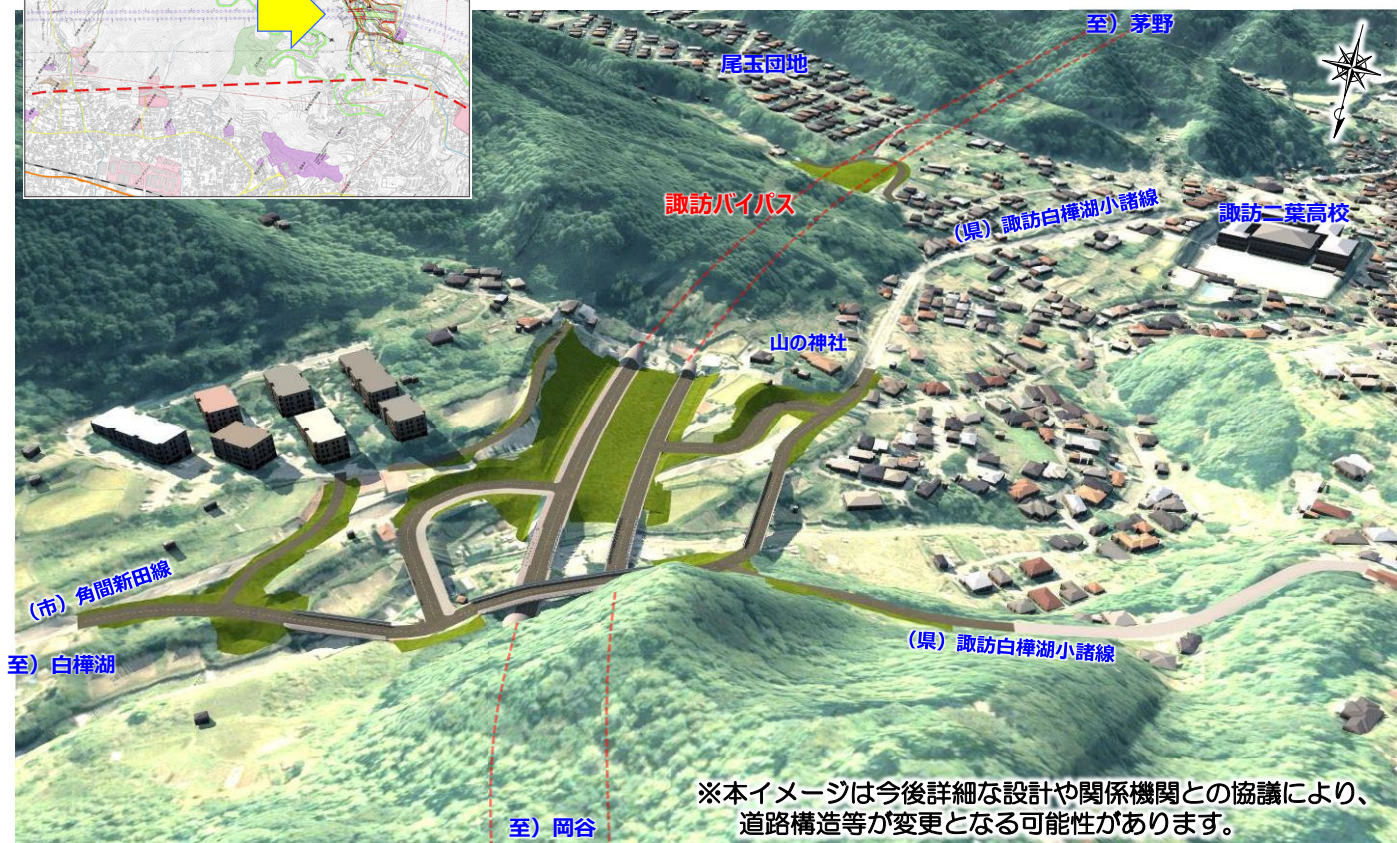 至）茅野
尾玉団地
諏訪バイパス
（県）諏訪白樺湖小諸線
諏訪二葉高校
山の神社
（市）角間新田線
至）白樺湖
（県）諏訪白樺湖小諸線
至）岡谷
※本イメージは今後詳細な設計や関係機関との協議により、
道路構造等が変更となる可能性があります。